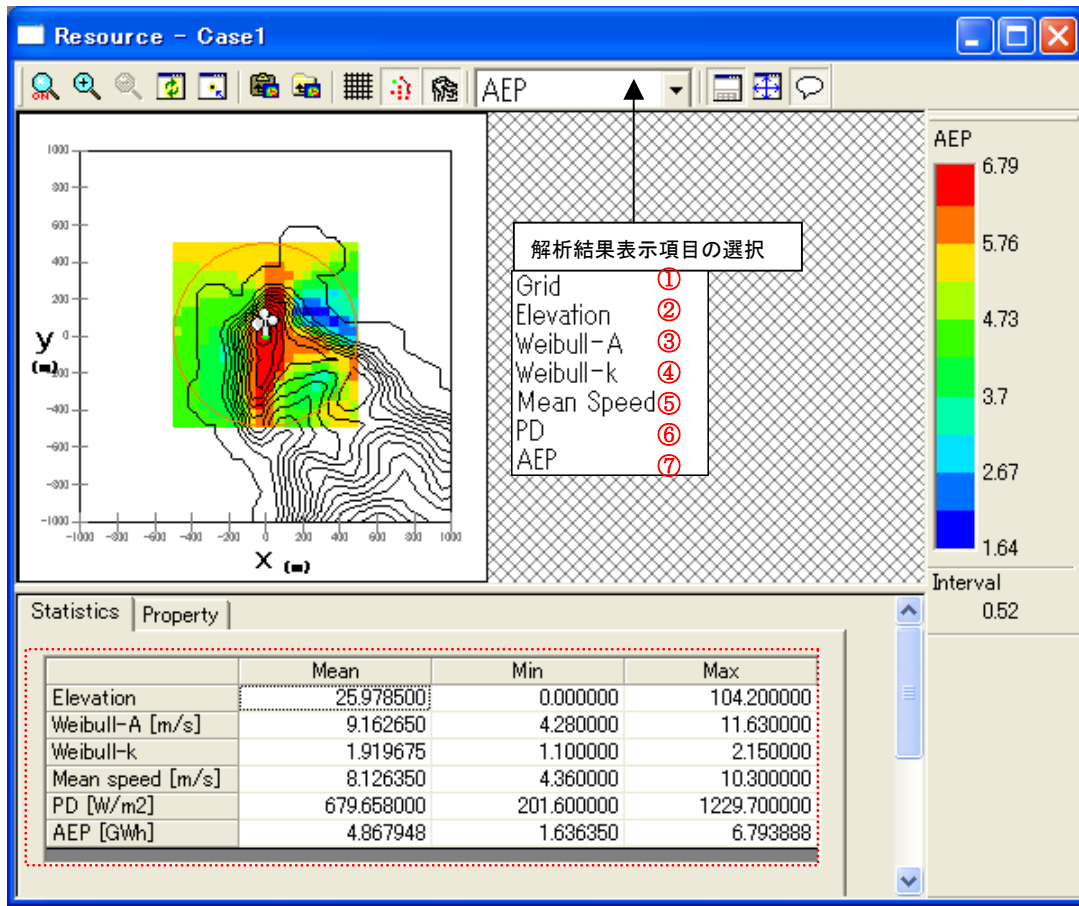 Resource - Case1
ON
AEP
1000
800
600
400
200
0
-200
-400
-600
-800
-1000
y
(m)
-1000 -800 -600 -400 -200 0 200 400 600 800 1000
X (m)
解析結果表示項目の選択
Grid ①
Elevation ②
Weibull-A ③
Weibull-k ④
Mean Speed ⑤
PD ⑥
AEP ⑦
AEP
6.79
5.76
4.73
3.7
2.67
1.64
Interval
0.52
Statistics Property
Mean Min Max
Elevation 25.978500 0.000000 104.200000
Weibull-A [m/s] 9.162650 4.280000 11.630000
Weibull-k 1.919675 1.100000 2.150000
Mean speed [m/s] 8.126350 4.360000 10.300000
PD [W/m2] 679.658000 201.600000 1229.700000
AEP [GWh] 4.867948 1.636350 6.793888